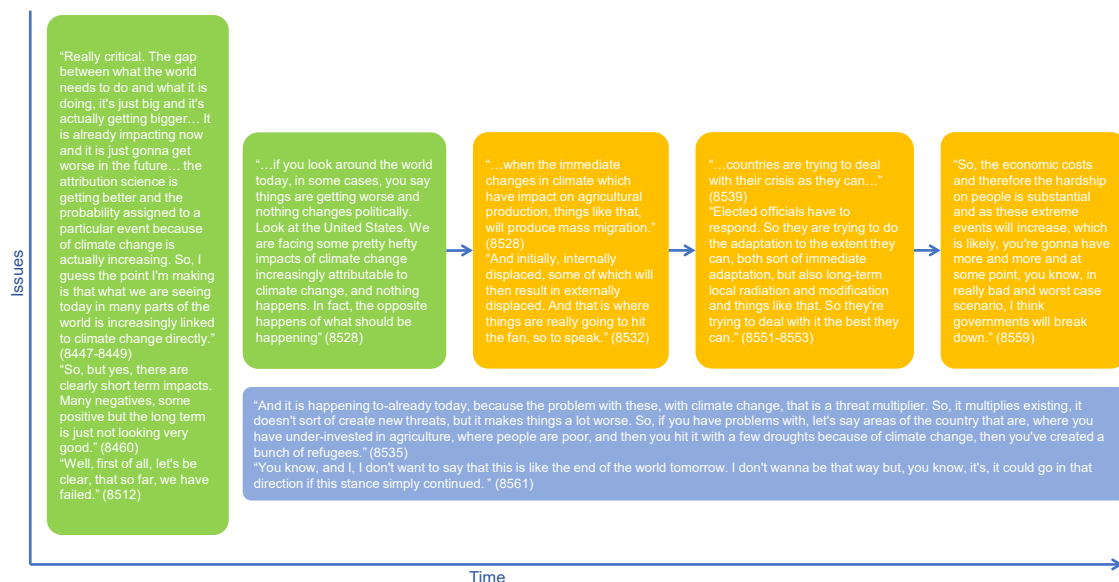 Issues
“Really critical. The gap
between what the world
needs to do and what it is
doing, it's just big and it's
actually getting bigger… It
is already impacting now
and it is just gonna get
worse in the future… the
attribution science is
getting better and the
probability assigned to a
particular event because
of climate change is
actually increasing. So, I
guess the point I'm making
is that what we are seeing
today in many parts of the
world is increasingly linked
to climate change directly.”
(8447-8449)
“So, but yes, there are
clearly short term impacts.
Many negatives, some
positive but the long term
is just not looking very
good.” (8460)
“Well, first of all, let's be
clear, that so far, we have
failed.” (8512)
“…if you look around the world
today, in some cases, you say
things are getting worse and
nothing changes politically.
Look at the United States. We
are facing some pretty hefty
impacts of climate change
increasingly attributable to
climate change, and nothing
happens. In fact, the opposite
happens of what should be
happening” (8528)
“…when the immediate
changes in climate which
have impact on agricultural
production, things like that,
will produce mass migration.”
(8528)
“And initially, internally
displaced, some of which will
then result in externally
displaced. And that is where
things are really going to hit
the fan, so to speak.” (8532)
“…countries are trying to deal
with their crisis as they can…”
(8539)
“Elected officials have to
respond. So they are trying to do
the adaptation to the extent they
can, both sort of immediate
adaptation, but also long-term
local radiation and modification
and things like that. So they're
trying to deal with it the best they
can.” (8551-8553)
“So, the economic costs
and therefore the hardship
on people is substantial
and as these extreme
events will increase, which
is likely, you're gonna have
more and more and at
some point, you know, in
really bad and worst case
scenario, I think
governments will break
down.” (8559)
“And it is happening to-already today, because the problem with these, with climate change, that is a threat multiplier. So, it multiplies existing, it
doesn't sort of create new threats, but it makes things a lot worse. So, if you have problems with, let's say areas of the country that are, where you
have under-invested in agriculture, where people are poor, and then you hit it with a few droughts because of climate change, then you've created a
bunch of refugees.” (8535)
“You know, and I, I don't want to say that this is like the end of the world tomorrow. I don't wanna be that way but, you know, it's, it could go in that
direction if this stance simply continued. ” (8561)
Time